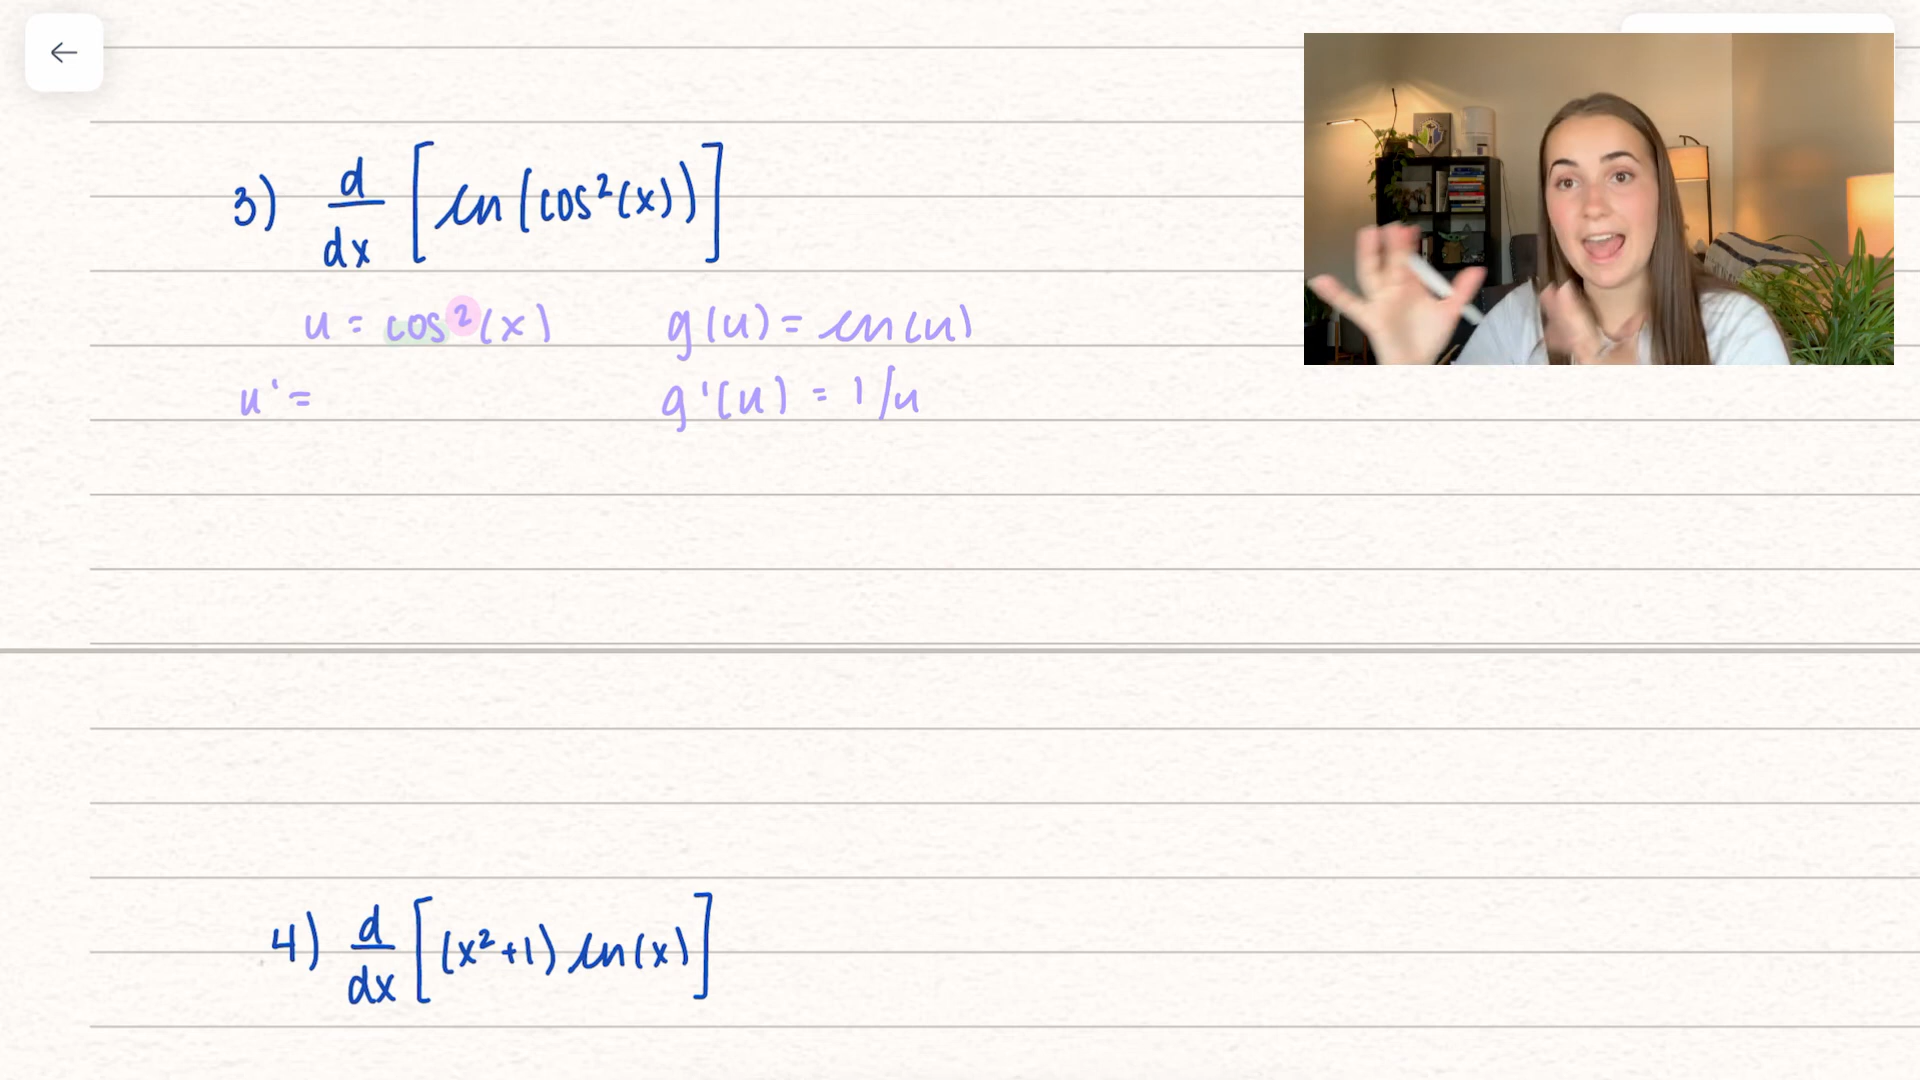 3) d/dx [ln(cos²(x))]
u = cos²(x) g(u) = ln(u)
u' = g'(u) = 1/u
4) d/dx [(x²+1) ln(x)]